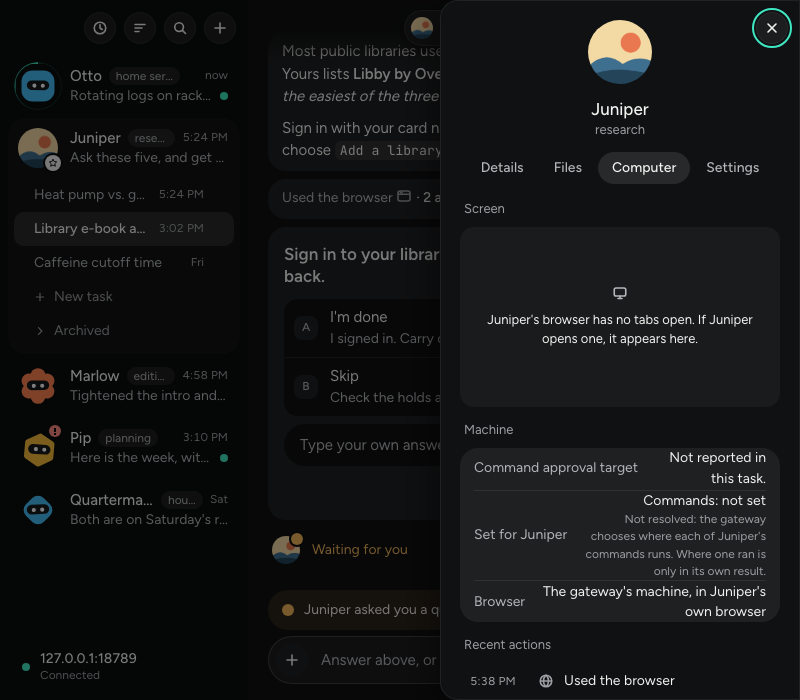 Otto home ser... now
Rotating logs on rack...
Juniper rese... 5:24 PM
Ask these five, and get ...
Heat pump vs. g... 5:24 PM
Library e-book a... 3:02 PM
Caffeine cutoff time Fri
New task
Archived
Marlow editi... 4:58 PM
Tightened the intro and...
Pip planning 3:10 PM
Here is the week, wit...
Quarterma... hou... Sat
Both are on Saturday's r...
127.0.0.1:18789
Connected
Most public libraries use
Yours lists Libby by Ove
the easiest of the three
Sign in with your card n
choose Add a library
Used the browser · 2 a
Sign in to your librar
back.
A I'm done
I signed in. Carry o
B Skip
Check the holds a
Type your own answe
Waiting for you
Juniper asked you a q
Answer above, or
Juniper
research
Details Files Computer Settings
Screen
Juniper's browser has no tabs open. If Juniper
opens one, it appears here.
Machine
Command approval target Not reported in
this task.
Set for Juniper Commands: not set
Not resolved: the gateway
chooses where each of Juniper's
commands runs. Where one ran is
only in its own result.
Browser The gateway's machine, in Juniper's
own browser
Recent actions
5:38 PM Used the browser